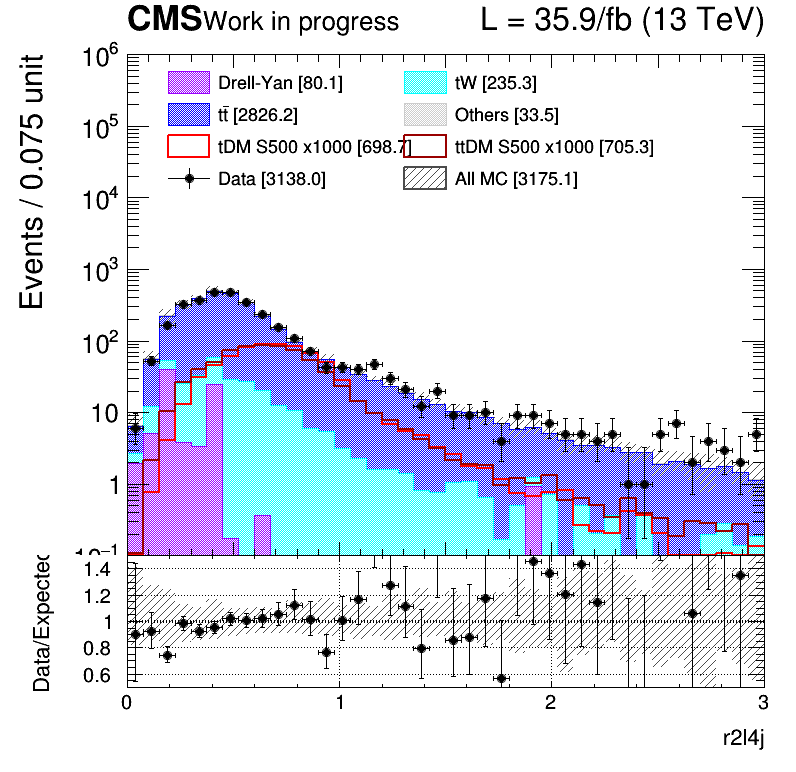 CMS Work in progress L = 35.9/fb (13 TeV)
Events / 0.075 unit
10⁶
10⁵
10⁴
10³
10²
10
1
10⁻¹
Drell-Yan [80.1] tW [235.3]
tt̄ [2826.2] Others [33.5]
tDM S500 x1000 [698.7] ttDM S500 x1000 [705.3]
Data [3138.0] All MC [3175.1]
Data/Expected
1.4
1.2
1
0.8
0.6
0 1 2 3
r2l4j